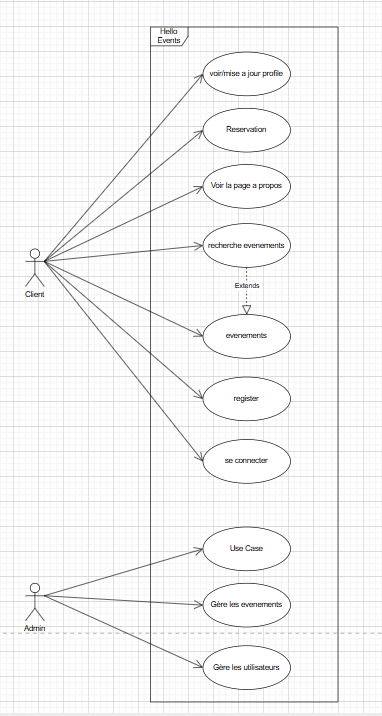 Hello
Events
voir/mise a jour profile
Reservation
Voir la page a propos
recherche evenements
Extends
Client
evenements
register
se connecter
Use Case
Gère les evenements
Admin
Gère les utilisateurs